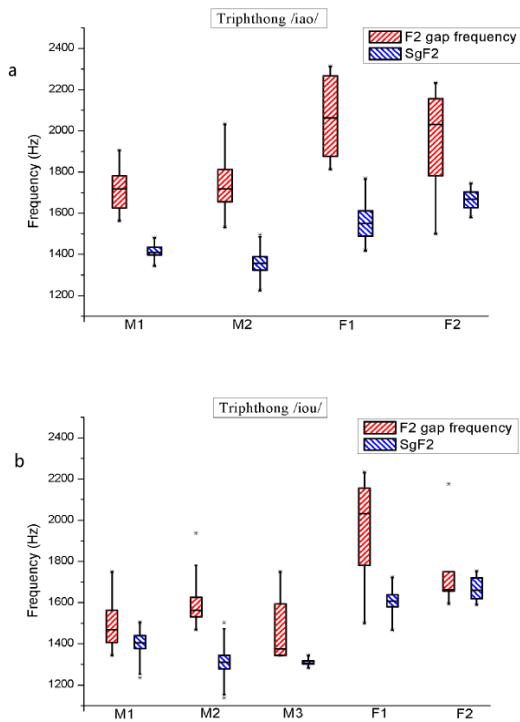 Triphthong /iao/
F2 gap frequency
SgF2
a
2400
2200
2000
1800
1600
1400
1200
Frequency (Hz)
M1 M2 F1 F2
Triphthong /iou/
F2 gap frequency
SgF2
b
2400
2200
2000
1800
1600
1400
1200
Frequency (Hz)
M1 M2 M3 F1 F2